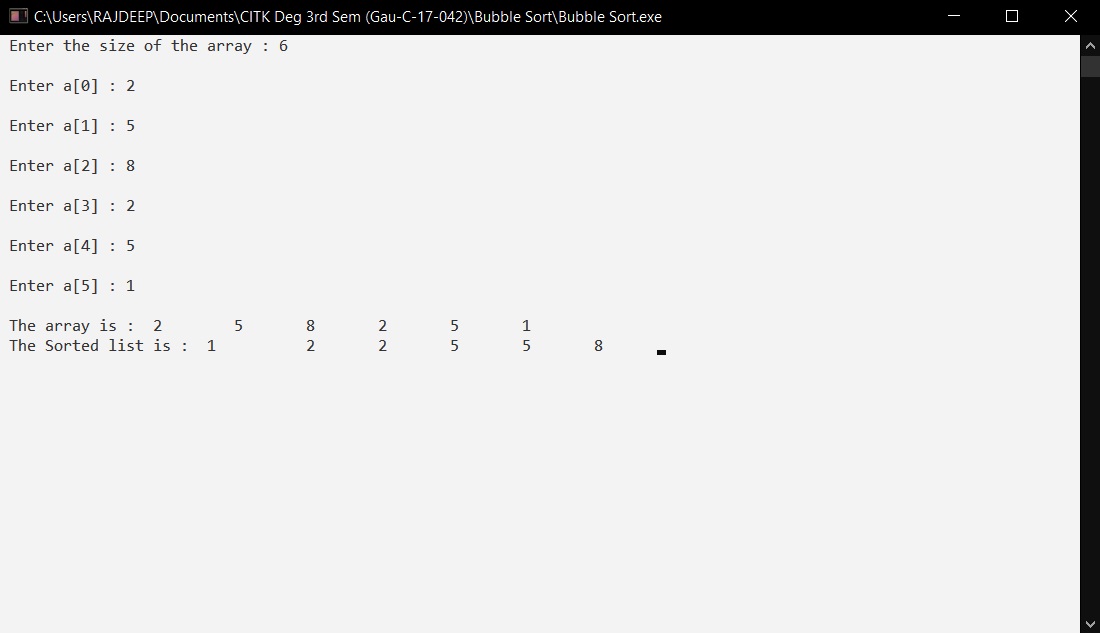 C:\Users\RAJDEEP\Documents\CITK Deg 3rd Sem (Gau-C-17-042)\Bubble Sort\Bubble Sort.exe
Enter the size of the array : 6
Enter a[0] : 2
Enter a[1] : 5
Enter a[2] : 8
Enter a[3] : 2
Enter a[4] : 5
Enter a[5] : 1
The array is :  2        5       8       2       5       1
The Sorted list is :  1          2       2       5       5       8